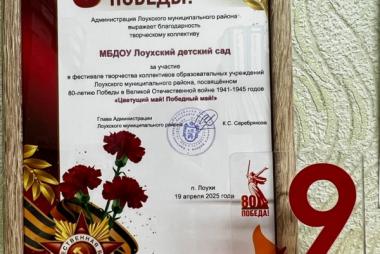 ПОБЕДЫ!
Администрация Лоухского муниципального района
выражает благодарность
творческому коллективу
МБДОУ Лоухский детский сад
за участие
в фестивале творчества коллективов образовательных учреждений
Лоухского муниципального района, посвящённом
80-летию Победы в Великой Отечественной войне 1941-1945 годов
«Цветущий май! Победный май!»
Глава Администрации
Лоухского муниципального района
К.С. Серебряков
80
ПОБЕДА!
п. Лоухи
19 апреля 2025 года
9